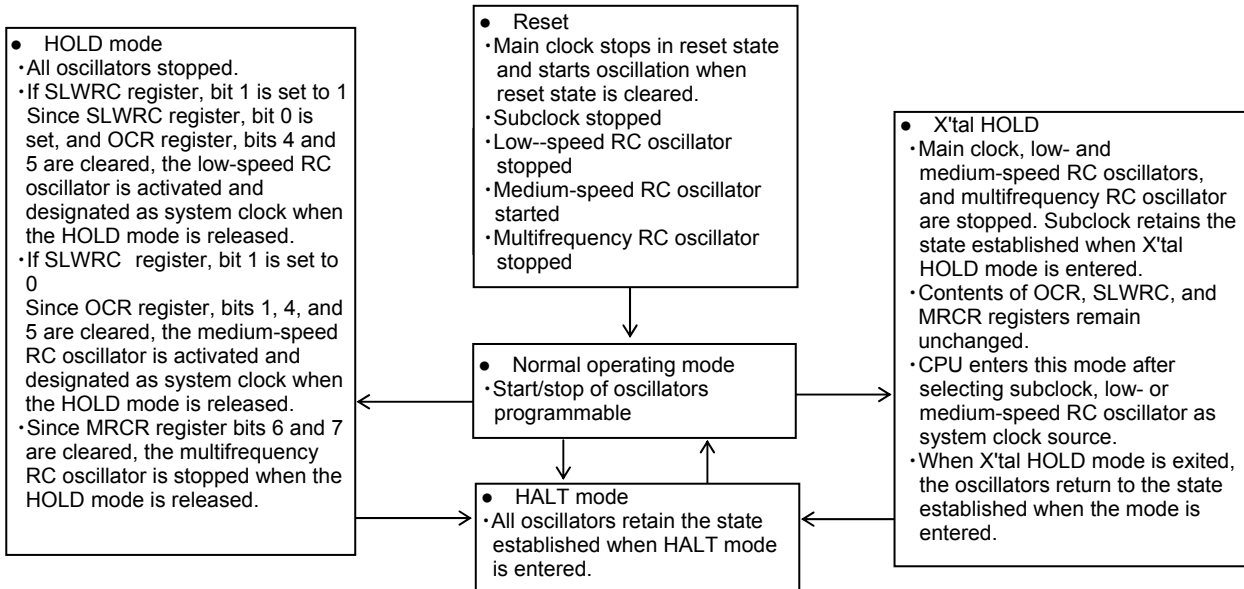 ● HOLD mode
・All oscillators stopped.
・If SLWRC register, bit 1 is set to 1
Since SLWRC register, bit 0 is
set, and OCR register, bits 4 and
5 are cleared, the low-speed RC
oscillator is activated and
designated as system clock when
the HOLD mode is released.
・If SLWRC register, bit 1 is set to
0
Since OCR register, bits 1, 4, and
5 are cleared, the medium-speed
RC oscillator is activated and
designated as system clock when
the HOLD mode is released.
・Since MRCR register bits 6 and 7
are cleared, the multifrequency
RC oscillator is stopped when the
HOLD mode is released.
● Reset
・Main clock stops in reset state
and starts oscillation when
reset state is cleared.
・Subclock stopped
・Low--speed RC oscillator
stopped
・Medium-speed RC oscillator
started
・Multifrequency RC oscillator
stopped
● Normal operating mode
・Start/stop of oscillators
programmable
● HALT mode
・All oscillators retain the state
established when HALT mode
is entered.
● X'tal HOLD
・Main clock, low- and
medium-speed RC oscillators,
and multifrequency RC oscillator
are stopped. Subclock retains the
state established when X'tal
HOLD mode is entered.
・Contents of OCR, SLWRC, and
MRCR registers remain
unchanged.
・CPU enters this mode after
selecting subclock, low- or
medium-speed RC oscillator as
system clock source.
・When X'tal HOLD mode is exited,
the oscillators return to the state
established when the mode is
entered.